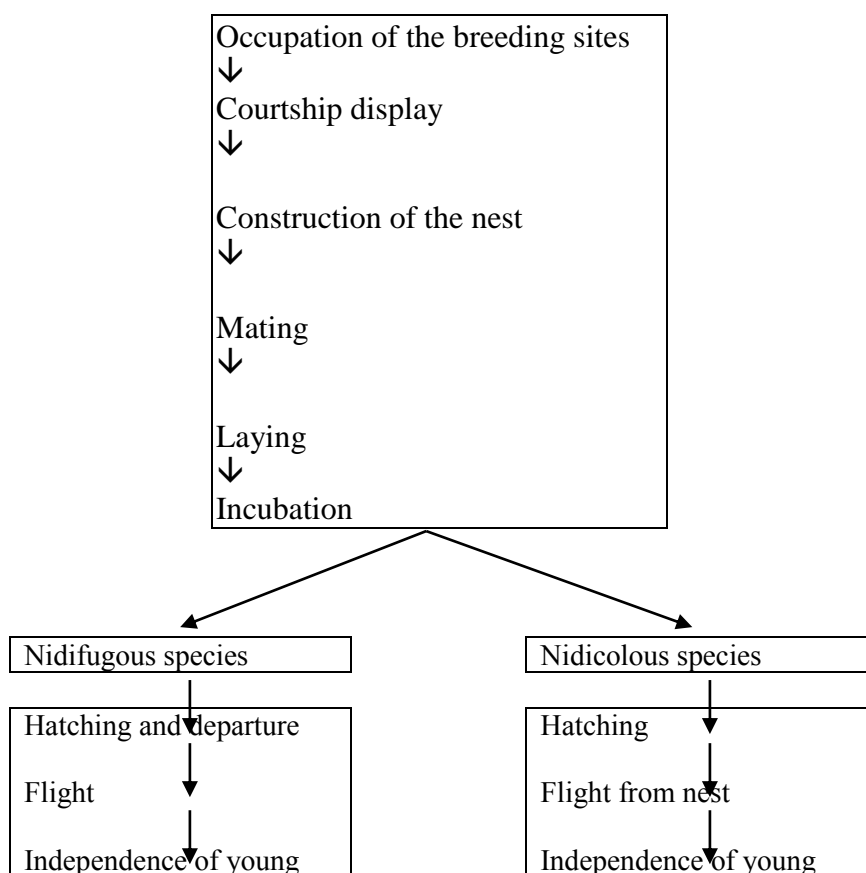 Occupation of the breeding sites
↓
Courtship display
↓
Construction of the nest
↓
Mating
↓
Laying
↓
Incubation
Nidifugous species
Hatching and departure
Flight
Independence of young
Nidicolous species
Hatching
Flight from nest
Independence of young